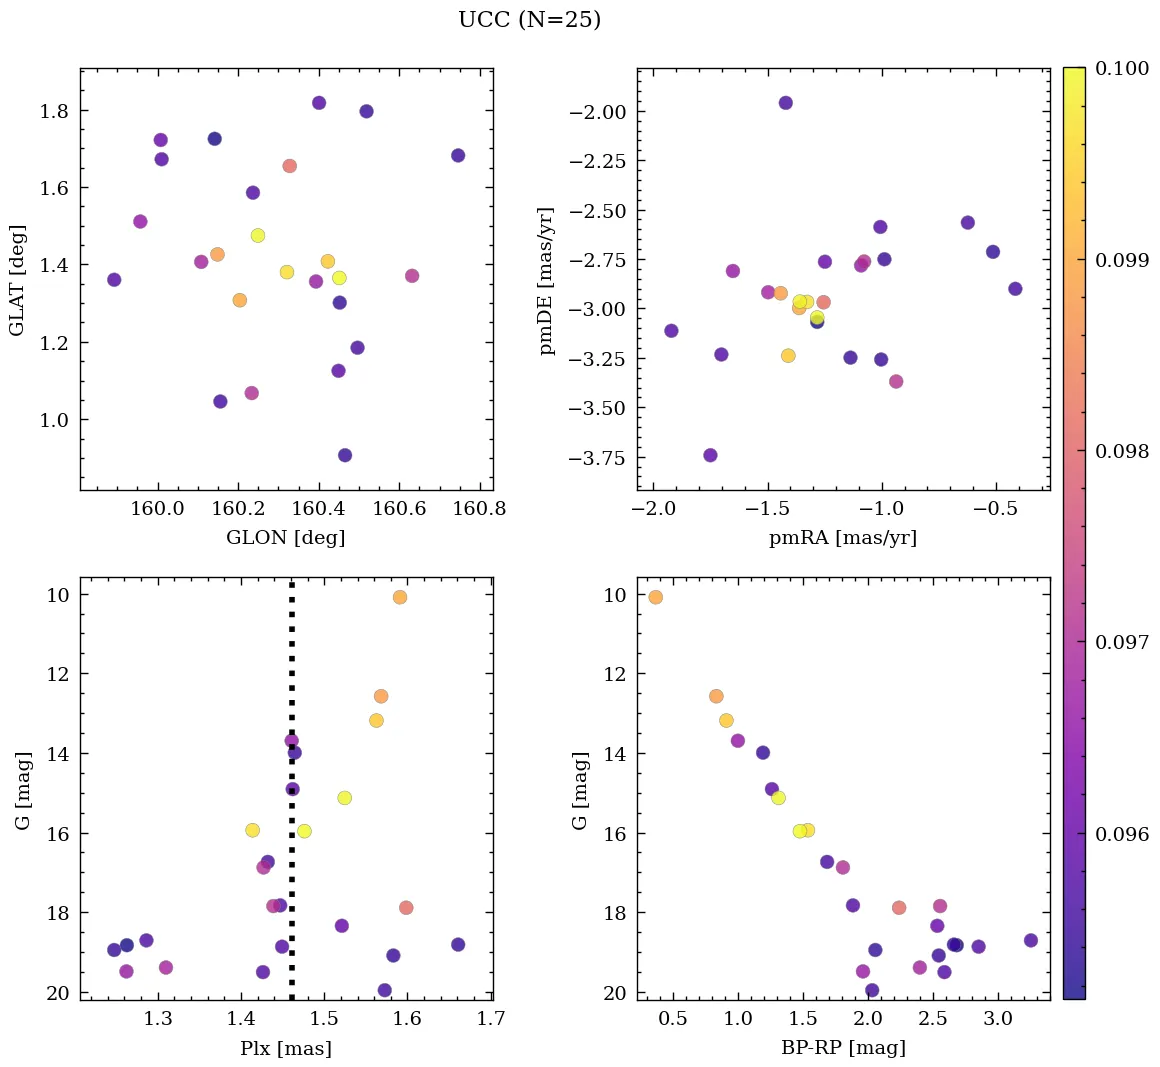 UCC (N=25)
1.8
1.6
1.4
1.2
1.0
GLAT [deg]
160.0 160.2 160.4 160.6 160.8
GLON [deg]
−2.00
−2.25
−2.50
−2.75
−3.00
−3.25
−3.50
−3.75
pmDE [mas/yr]
−2.0 −1.5 −1.0 −0.5
pmRA [mas/yr]
0.100
0.099
0.098
0.097
0.096
10
12
14
16
18
20
G [mag]
1.3 1.4 1.5 1.6 1.7
Plx [mas]
10
12
14
16
18
20
G [mag]
0.5 1.0 1.5 2.0 2.5 3.0
BP-RP [mag]